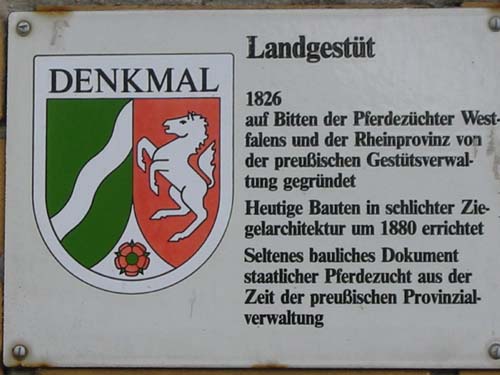 DENKMAL
Landgestüt
1826
auf Bitten der Pferdezüchter West-
falens und der Rheinprovinz von
der preußischen Gestütsverwal-
tung gegründet
Heutige Bauten in schlichter Zie-
gelarchitektur um 1880 errichtet
Seltenes bauliches Dokument
staatlicher Pferdezucht aus der
Zeit der preußischen Provinzial-
verwaltung